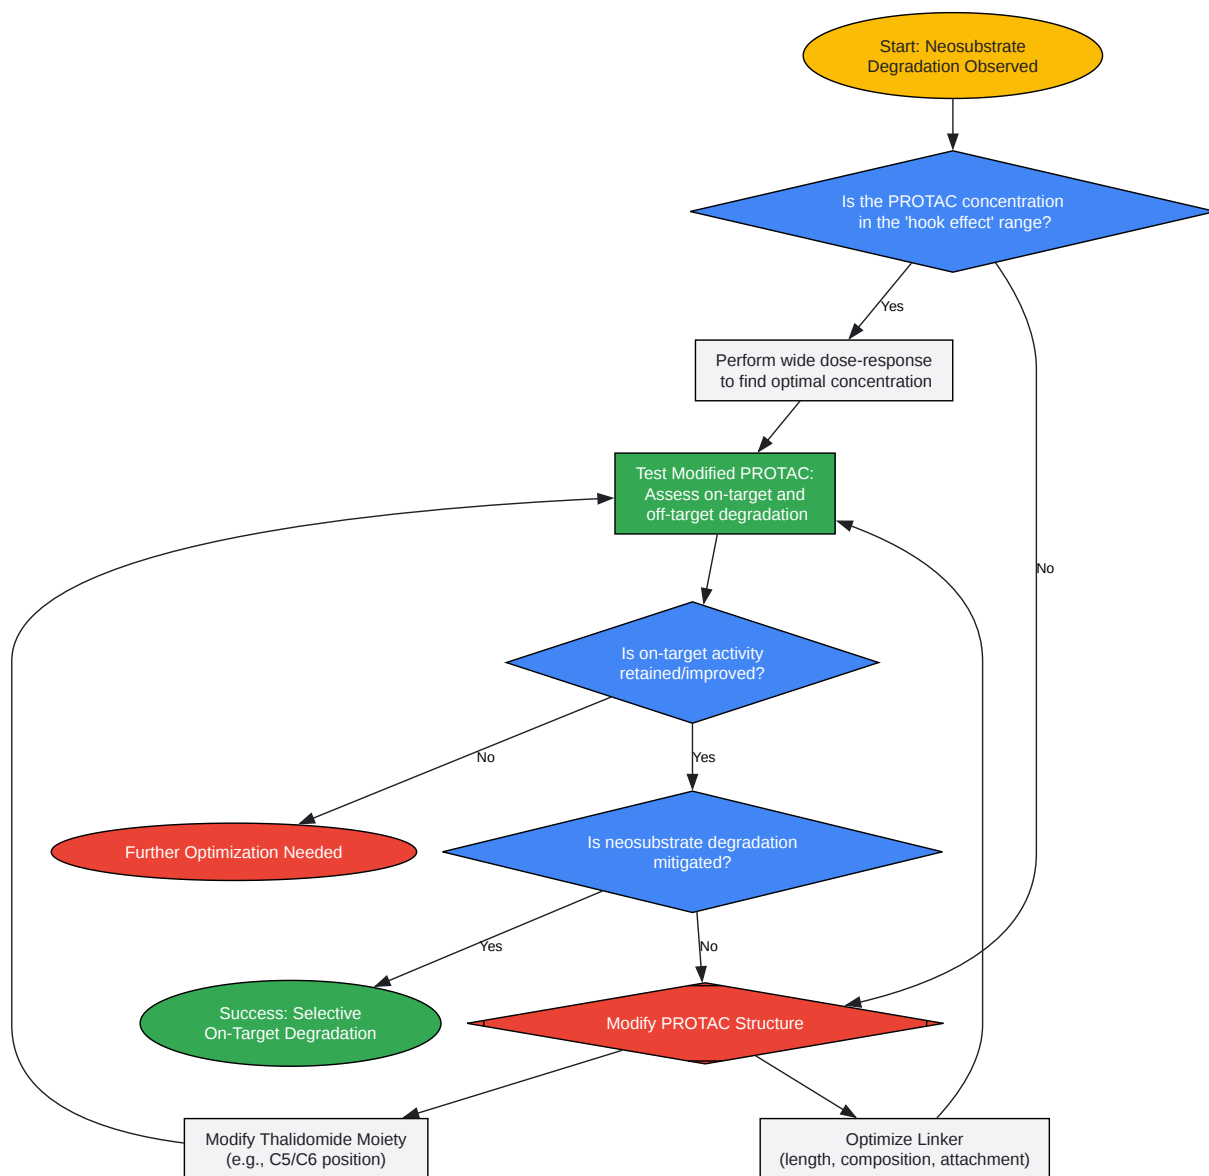 Start: Neosubstrate
Degradation Observed
Is the PROTAC concentration
in the 'hook effect' range?
Yes
Perform wide dose-response
to find optimal concentration
Test Modified PROTAC:
Assess on-target and
off-target degradation
No
Is on-target activity
retained/improved?
No
Yes
Further Optimization Needed
Is neosubstrate degradation
mitigated?
Yes
No
Success: Selective
On-Target Degradation
Modify PROTAC Structure
Modify Thalidomide Moiety
(e.g., C5/C6 position)
Optimize Linker
(length, composition, attachment)